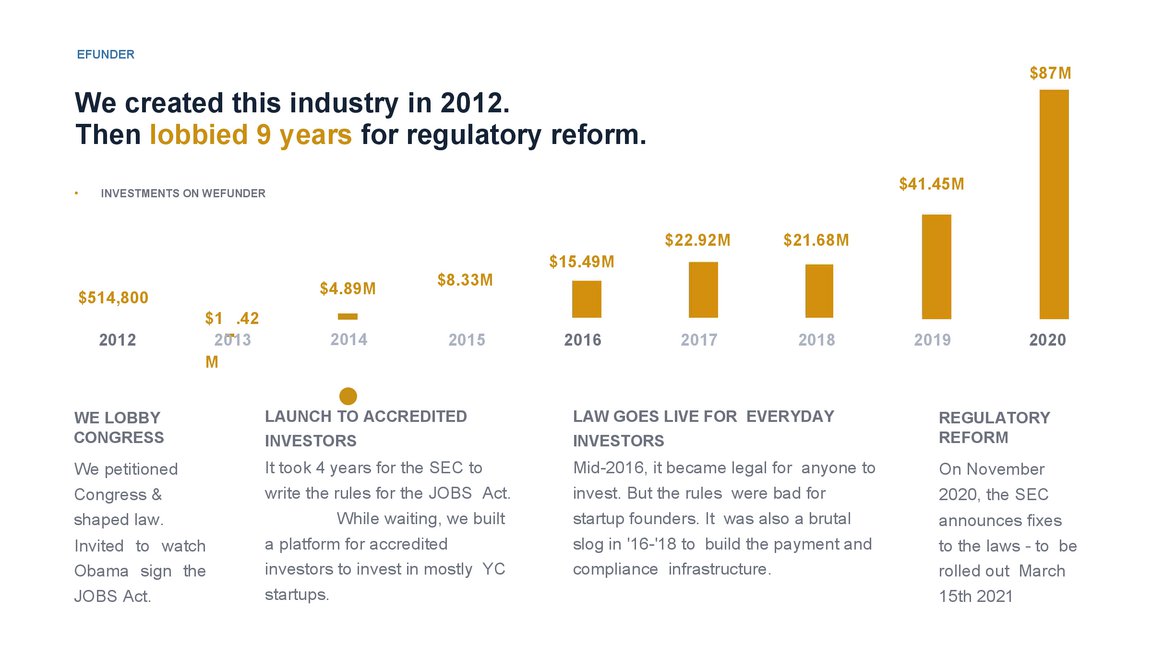 EFUNDER
We created this industry in 2012.
Then lobbied 9 years for regulatory reform.
• INVESTMENTS ON WEFUNDER
$514,800
$1 .42
M
$4.89M
$8.33M
$15.49M
$22.92M
$21.68M
$41.45M
$87M
2012
2013
2014
2015
2016
2017
2018
2019
2020
WE LOBBY
CONGRESS
We petitioned
Congress &
shaped law.
Invited to watch
Obama sign the
JOBS Act.
LAUNCH TO ACCREDITED
INVESTORS
It took 4 years for the SEC to
write the rules for the JOBS Act.
While waiting, we built
a platform for accredited
investors to invest in mostly YC
startups.
LAW GOES LIVE FOR EVERYDAY
INVESTORS
Mid-2016, it became legal for anyone to
invest. But the rules were bad for
startup founders. It was also a brutal
slog in '16-'18 to build the payment and
compliance infrastructure.
REGULATORY
REFORM
On November
2020, the SEC
announces fixes
to the laws - to be
rolled out March
15th 2021